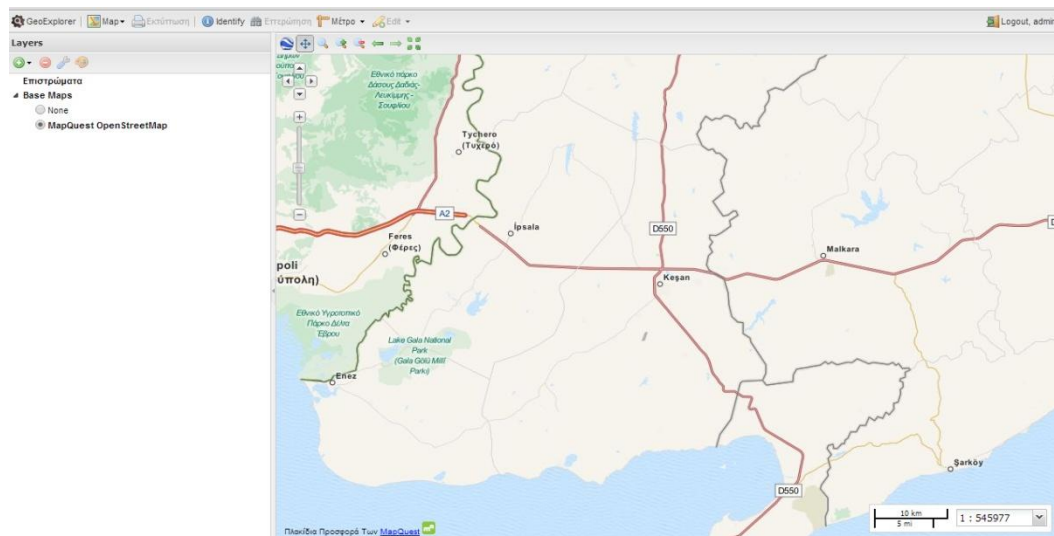 GeoExplorer | Map | Εκτύπωση | Identify Επερώτηση Μέτρο Edit Logout, admin
Layers
Επιστρώματα
Base Maps
None
MapQuest OpenStreetMap
Εθνικό πάρκο
Δάσους Δαδιάς-
Λευκίμμης -
Σουφλίου
Tychero
(Τυχερό)
A2
İpsala
D550
Feres
(Φέρες)
Malkara
poli
ύπολη)
Keşan
Εθνικό Υγροτοπικό
Πάρκο Δέλτα
Έβρου
Lake Gala National
Park
(Gala Gölü Milli
Parkı)
Enez
Şarköy
D550
10 km
5 mi
1 : 545977
Πλακίδια Προσφορά Των MapQuest